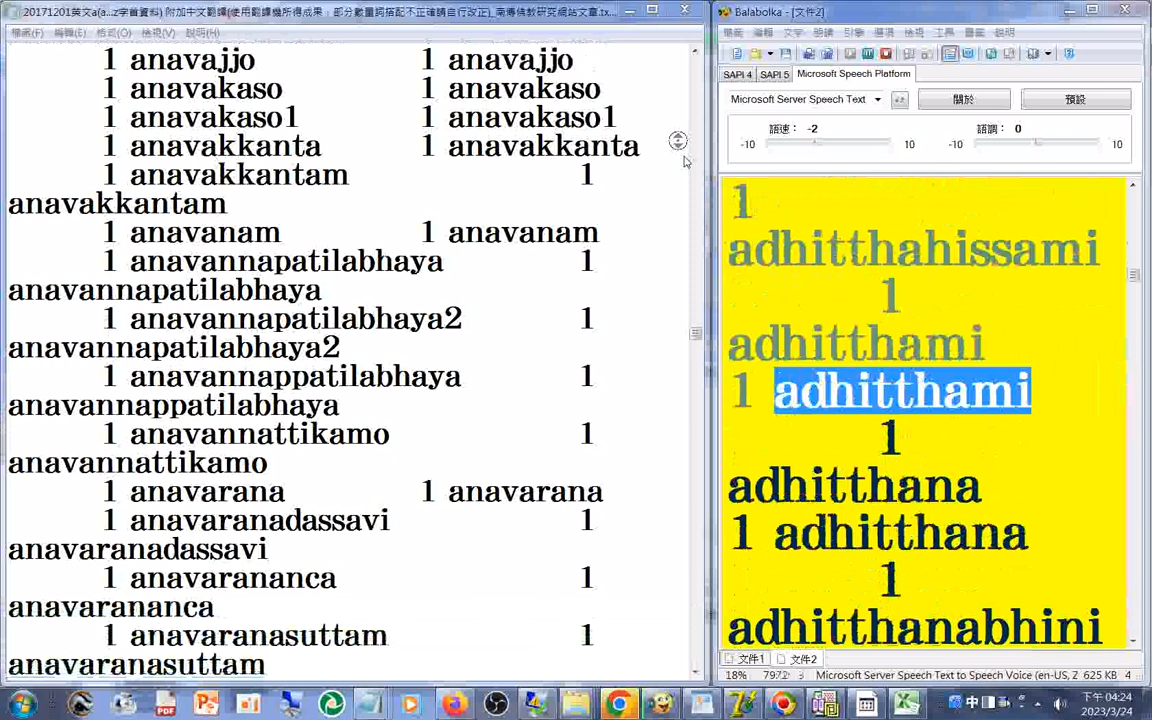 20171201英文a(a...z字首資料) 附加中文翻譯(使用翻譯機所得成果；部分數量詞搭配不正確請自行改正)_南傳佛教研究網站文章.tx...
檔案(F) 編輯(E) 格式(O) 檢視(V) 說明(H)
1 anavajjo 1 anavajjo
1 anavakaso 1 anavakaso
1 anavakaso1 1 anavakaso1
1 anavakkanta 1 anavakkanta
1 anavakkantam 1
anavakkantam
1 anavanam 1 anavanam
1 anavannapatilabhaya 1
anavannapatilabhaya
1 anavannapatilabhaya2 1
anavannapatilabhaya2
1 anavannappatilabhaya 1
anavannappatilabhaya
1 anavannattikamo 1
anavannattikamo
1 anavarana 1 anavarana
1 anavaranadassavi 1
anavaranadassavi
1 anavarananca 1
anavarananca
1 anavaranasuttam 1
anavaranasuttam
Balabolka - [文件2]
SAPI 4 SAPI 5 Microsoft Speech Platform
Microsoft Server Speech Text 關於 預設
語速： -2 語調： 0
-10 10 -10 10
1
adhitthahissami
1
adhitthami
1 adhitthami
1
adhitthana
1 adhitthana
1
adhitthanabhini
文件1 文件2
18% Microsoft Server Speech Text to Speech Voice (en-US, Z 625 KB 4
中
下午 04:24
2023/3/24